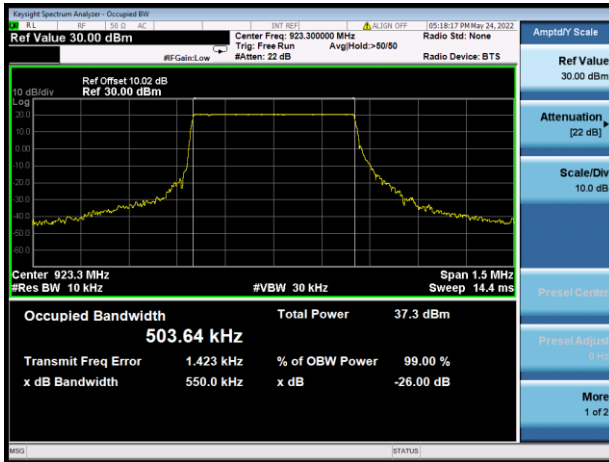 Keysight Spectrum Analyzer - Occupied BW
RL RF 50 Ω AC INT REF ALIGN OFF 05:18:17 PM May 24, 2022
Ref Value 30.00 dBm Center Freq: 923.300000 MHz Radio Std: None
Trig: Free Run Avg|Hold:>50/50
#IFGain:Low #Atten: 22 dB Radio Device: BTS
Ref Offset 10.02 dB
10 dB/div Ref 30.00 dBm
Log
20.0
10.0
0.00
-10.0
-20.0
-30.0
-40.0
-50.0
-60.0
Center 923.3 MHz Span 1.5 MHz
#Res BW 10 kHz #VBW 30 kHz Sweep 14.4 ms
Occupied Bandwidth Total Power 37.3 dBm
503.64 kHz
Transmit Freq Error 1.423 kHz % of OBW Power 99.00 %
x dB Bandwidth 550.0 kHz x dB -26.00 dB
MSG STATUS
Amptd/Y Scale
Ref Value
30.00 dBm
Attenuation
[22 dB]
Scale/Div
10.0 dB
Presel Center
Presel Adjust
0 Hz
More
1 of 2